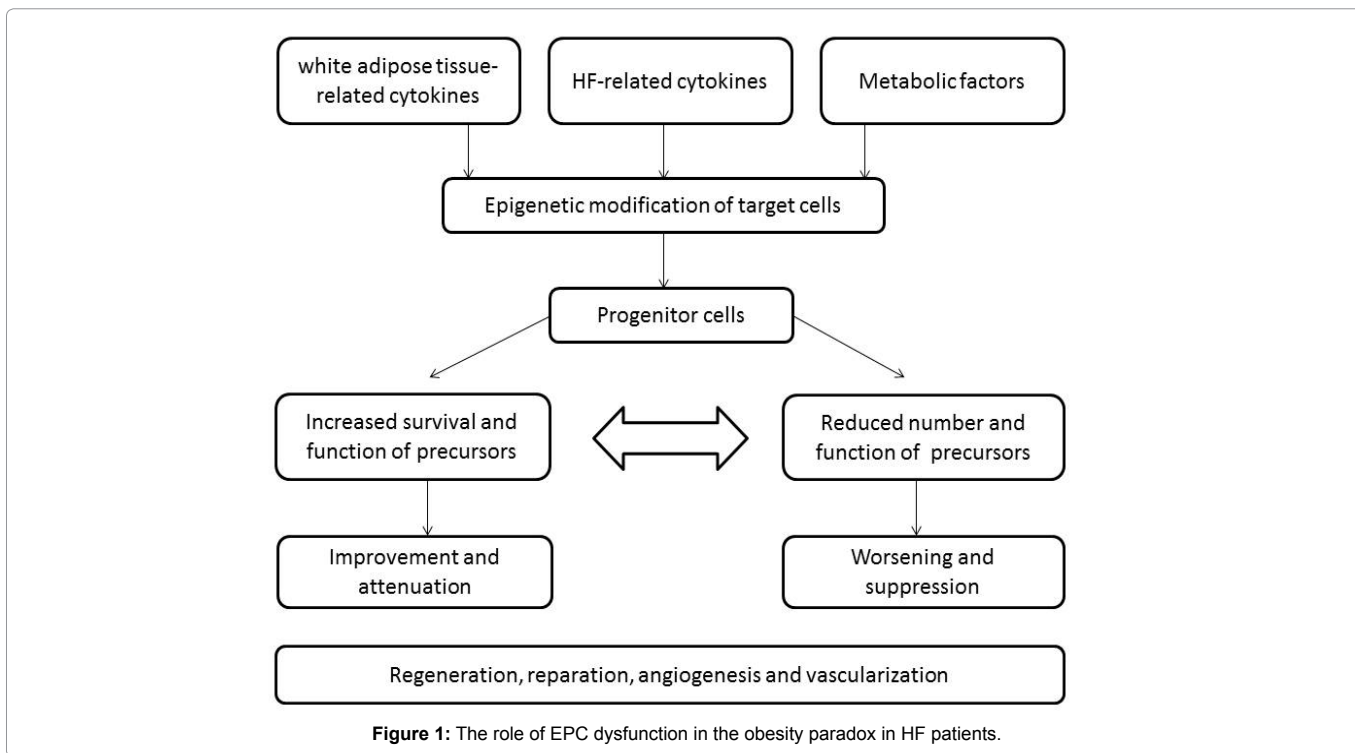 white adipose tissue-
related cytokines
HF-related cytokines
Metabolic factors
Epigenetic modification of target cells
Progenitor cells
Increased survival and
function of precursors
Reduced number and
function of precursors
Improvement and
attenuation
Worsening and
suppression
Regeneration, reparation, angiogenesis and vascularization
Figure 1: The role of EPC dysfunction in the obesity paradox in HF patients.